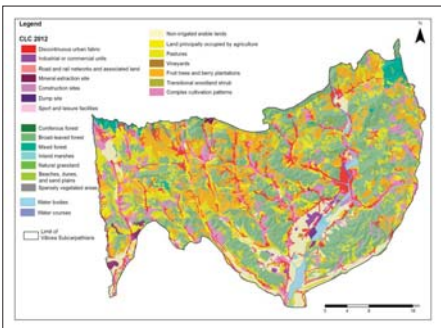 Legend
CLC 2012
Discontinuous urban fabric
Industrial or commercial units
Road and rail networks and associated land
Mineral extraction site
Construction sites
Dump site
Sport and leisure facilities
Coniferous forest
Broad-leaved forest
Mixed forest
Inland marshes
Natural grassland
Beaches, dunes,
and sand plains
Sparsely vegetated areas
Water bodies
Water courses
Limit of
Vâlcea Subcarpathians
Non-irrigated arable lands
Land principally occupied by agriculture
Pastures
Vineyards
Fruit trees and berry plantations
Transitional woodland shrub
Complex cultivation patterns
N